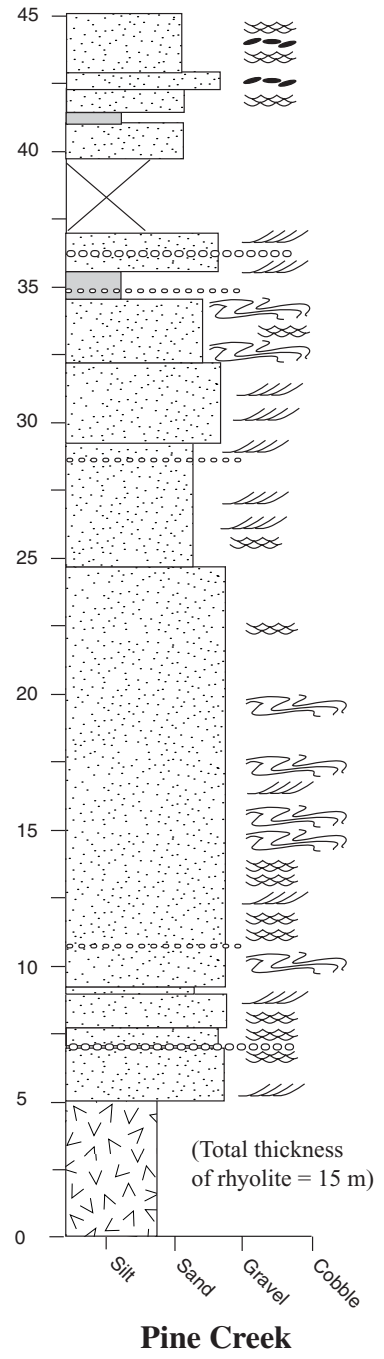 45
40
35
30
25
20
15
10
5
(Total thickness
of rhyolite = 15 m)
0
Silt
Sand
Gravel
Cobble
Pine Creek